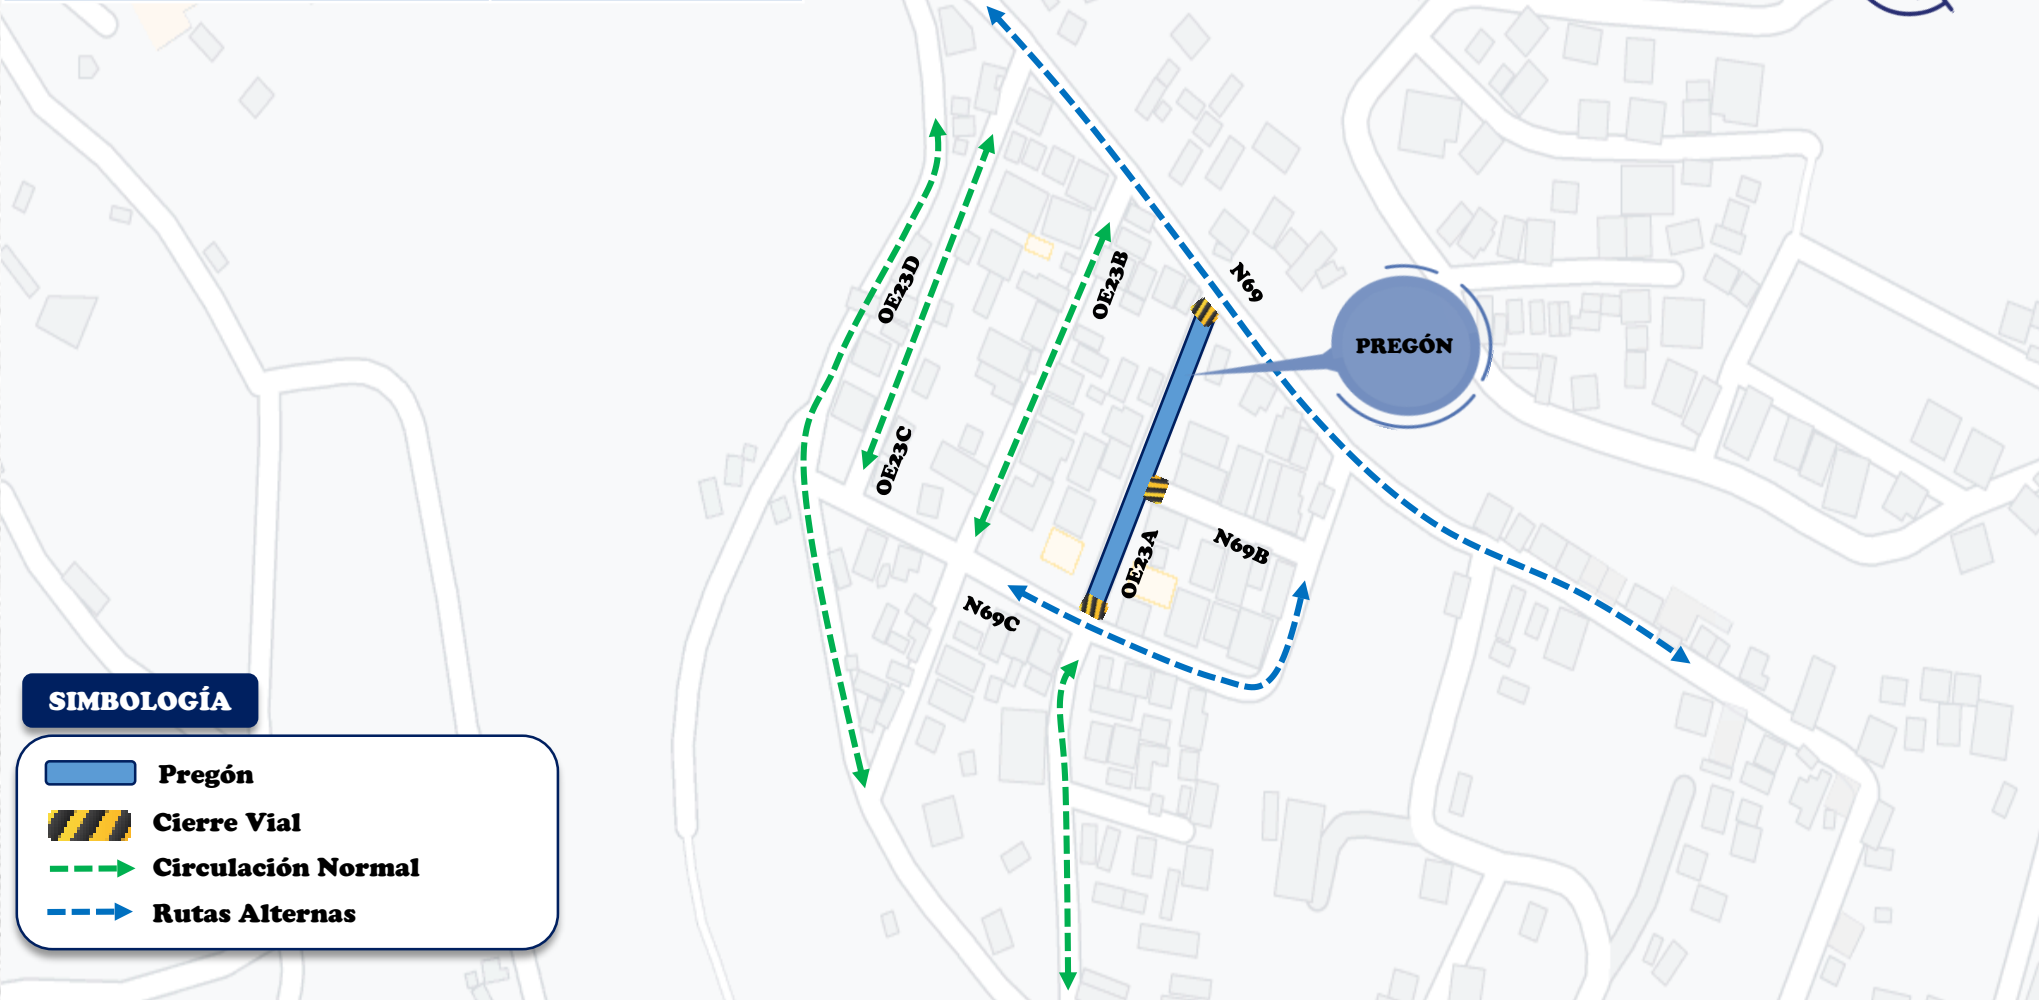 N69
OE23D
OE23B
PREGÓN
OE23C
OE23A
N69B
N69C
SIMBOLOGÍA
Pregón
Cierre Vial
Circulación Normal
Rutas Alternas